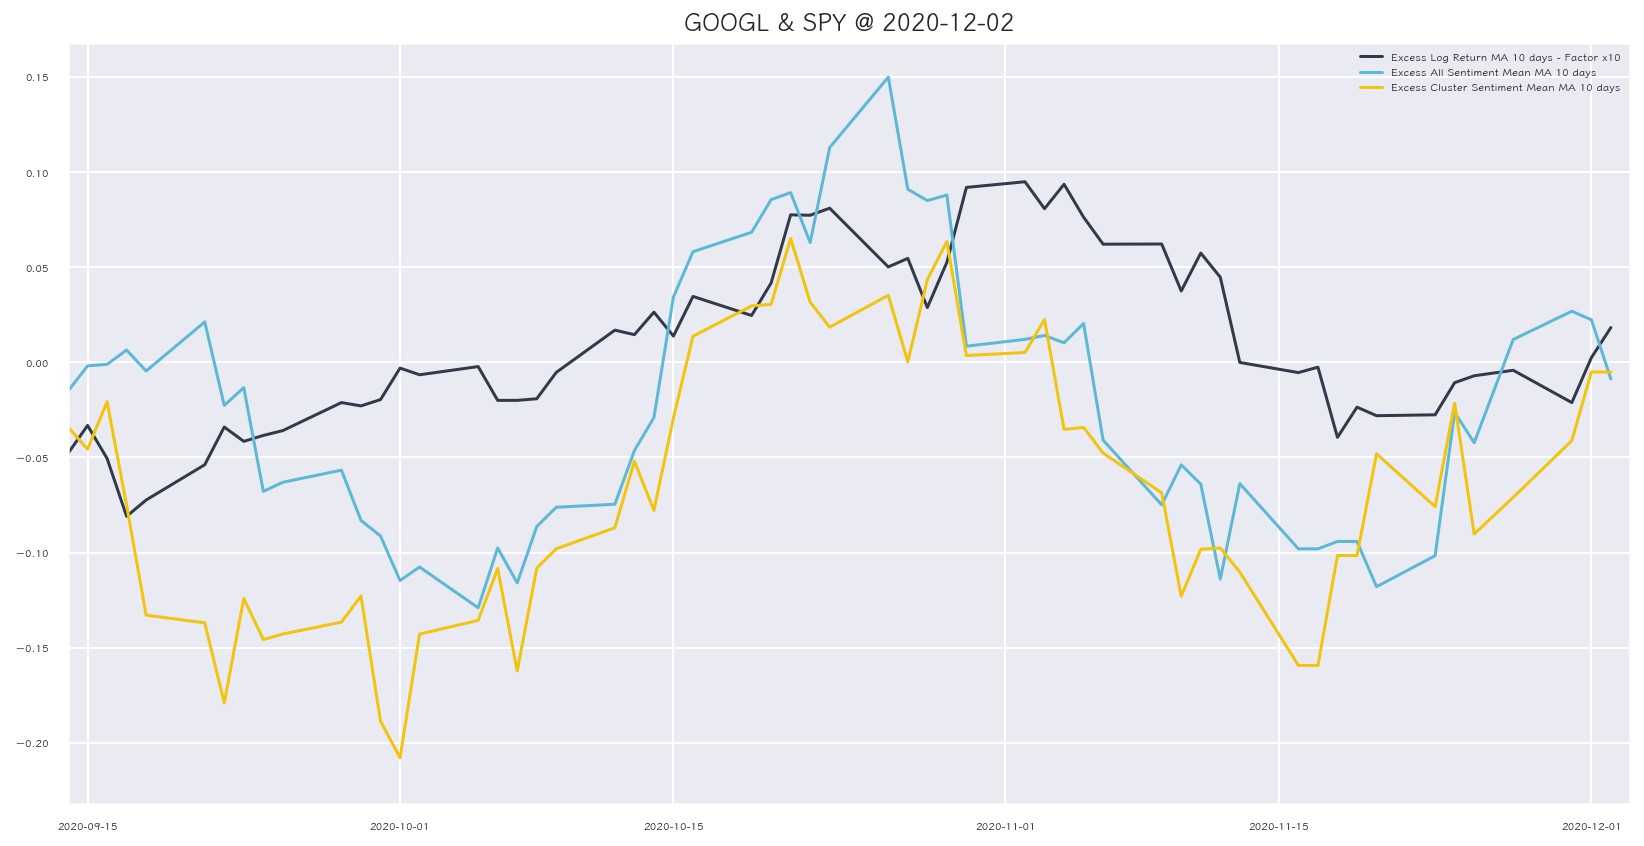 GOOGL & SPY @ 2020-12-02
Excess Log Return MA 10 days - Factor x10
Excess All Sentiment Mean MA 10 days
Excess Cluster Sentiment Mean MA 10 days
0.15
0.10
0.05
0.00
−0.05
−0.10
−0.15
−0.20
2020-09-15 2020-10-01 2020-10-15 2020-11-01 2020-11-15 2020-12-01